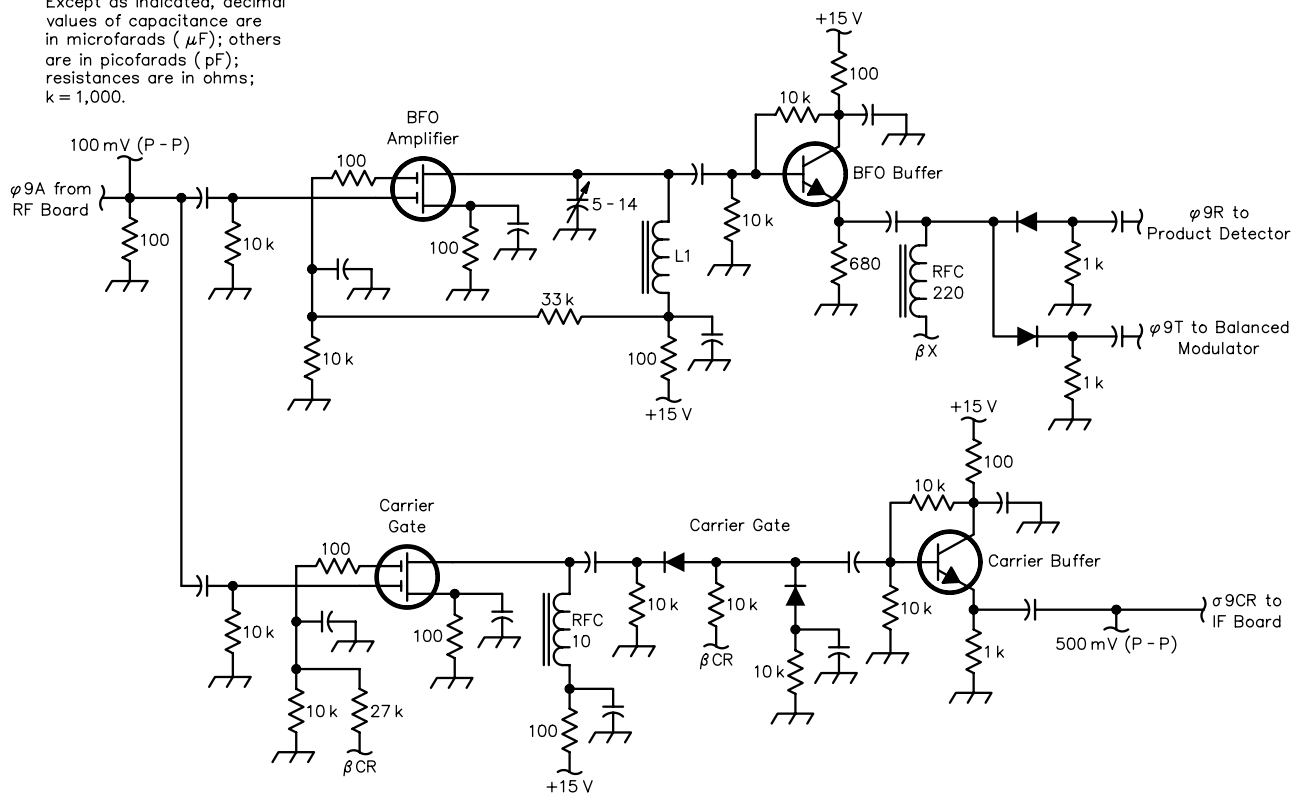 Except as indicated, decimal
values of capacitance are
in microfarads ( μF); others
are in picofarads ( pF);
resistances are in ohms;
k = 1,000.
100 mV (P - P)
φ9A from
RF Board
100
10 k
100
BFO
Amplifier
100
10 k
33 k
5 - 14
L1
100
+15 V
10 k
10 k
+15 V
100
BFO Buffer
680
RFC
220
βX
1 k
φ9R to
Product Detector
φ9T to Balanced
Modulator
1 k
10 k
100
Carrier
Gate
10 k
27 k
βCR
100
RFC
10
100
+15 V
10 k
Carrier Gate
10 k
βCR
10 k
10 k
10 k
+15 V
100
Carrier Buffer
1 k
500 mV (P - P)
σ9CR to
IF Board